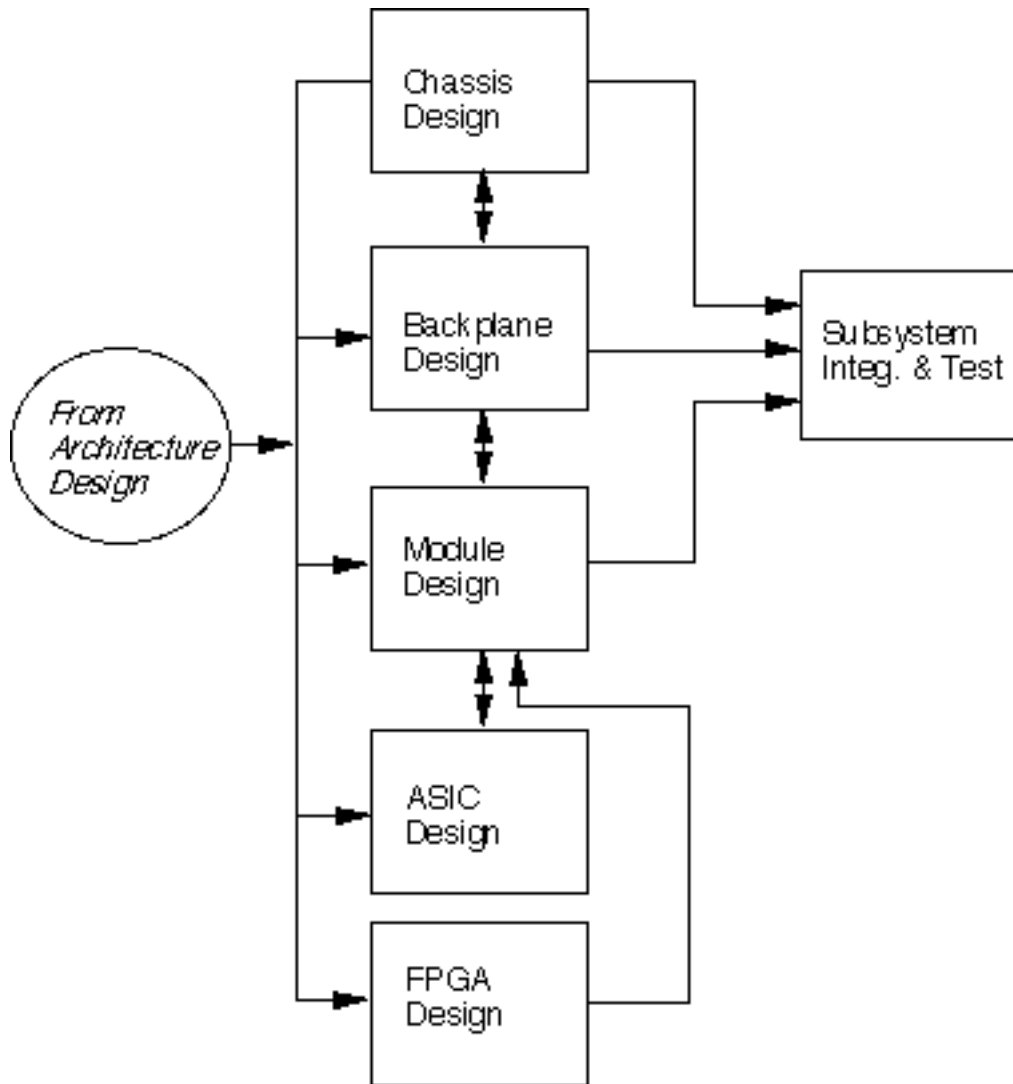 Chassis
Design
Backplane
Design
Subsystem
Integ. & Test
From
Architecture
Design
Module
Design
ASIC
Design
FPGA
Design